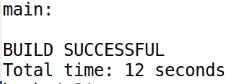 main:
BUILD SUCCESSFUL
Total time: 12 seconds